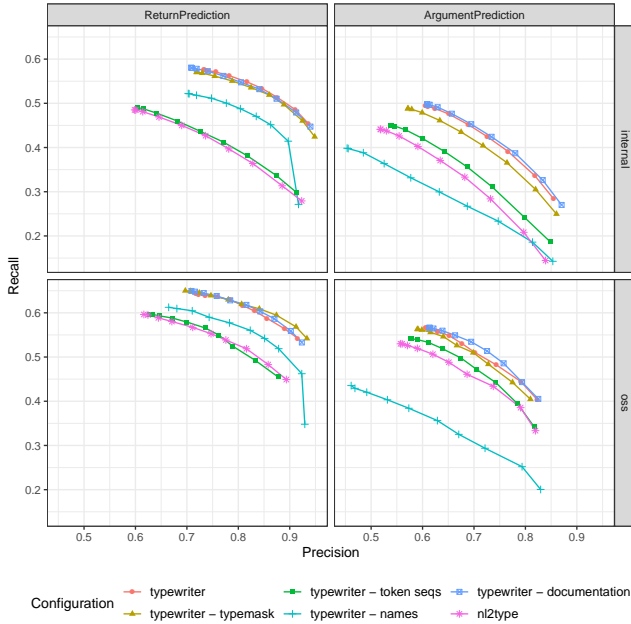 ReturnPrediction ArgumentPrediction
0.6
0.5
0.4
0.3
0.2
internal
Recall
0.6
0.5
0.4
0.3
0.2
oss
0.5 0.6 0.7 0.8 0.9 0.5 0.6 0.7 0.8 0.9
Precision
Configuration
typewriter typewriter − token seqs typewriter − documentation
typewriter − typemask typewriter − names nl2type